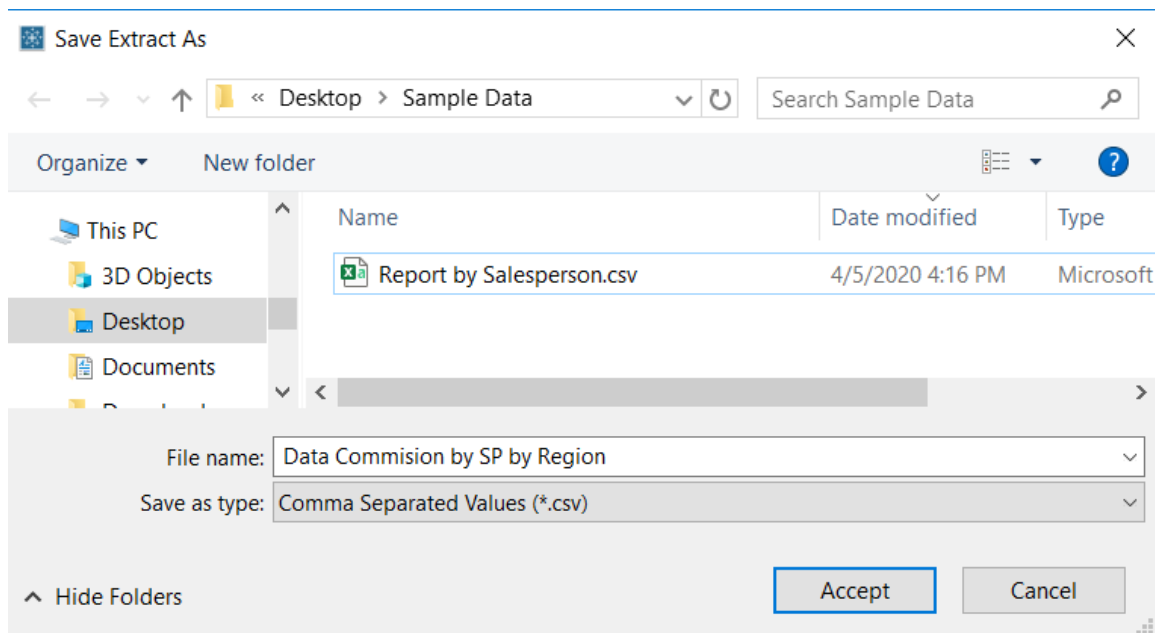 Save Extract As
« Desktop > Sample Data
Search Sample Data
Organize
New folder
?
Name
Date modified
Type
This PC
3D Objects
Desktop
Documents
Report by Salesperson.csv
4/5/2020 4:16 PM
Microsoft
File name: Data Commision by SP by Region
Save as type: Comma Separated Values (*.csv)
Hide Folders
Accept
Cancel